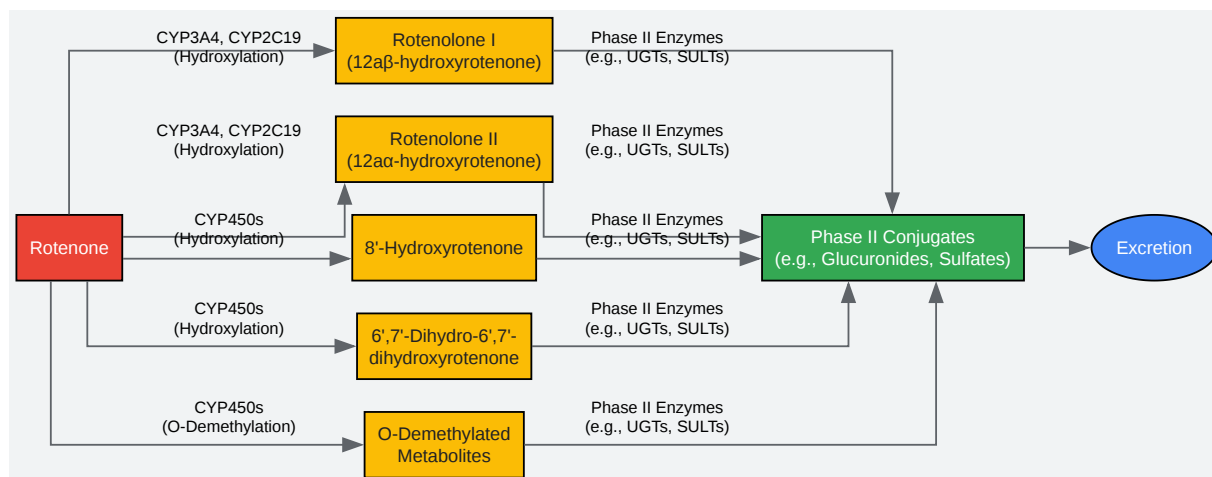 CYP3A4, CYP2C19
(Hydroxylation)
Rotenolone I
(12aβ-hydroxyrotenone)
Phase II Enzymes
(e.g., UGTs, SULTs)
CYP3A4, CYP2C19
(Hydroxylation)
Rotenolone II
(12aα-hydroxyrotenone)
Phase II Enzymes
(e.g., UGTs, SULTs)
Rotenone
CYP450s
(Hydroxylation)
8'-Hydroxyrotenone
Phase II Enzymes
(e.g., UGTs, SULTs)
Phase II Conjugates
(e.g., Glucuronides, Sulfates)
Excretion
CYP450s
(Hydroxylation)
6',7'-Dihydro-6',7'-
dihydroxyrotenone
Phase II Enzymes
(e.g., UGTs, SULTs)
CYP450s
(O-Demethylation)
O-Demethylated
Metabolites
Phase II Enzymes
(e.g., UGTs, SULTs)